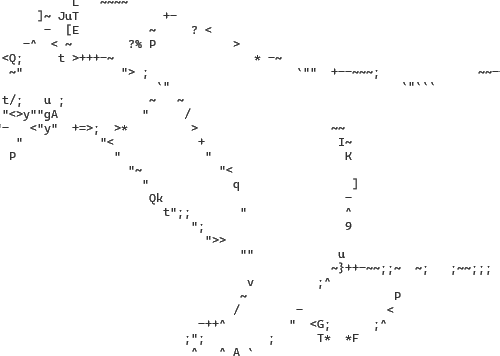 L ~~~~
]~ JuT +-
- [E ~ ? <
-^ < ~ ?% P >
<Q; t >+++-~ * -~
~" "> ; `"" +--~~~; ~~-
`" `"```
t/; u ; ~ ~
"<>y""gA " /
"- <"y" +=>; >* > ~~
" "< + I~
P " " K
"~ "<
" q ]
Qk -
t";; " ^
"; 9
">>
"" u
~}++-~~;;~ ~; ;~~;;;
v ;^
~ P
/ - <
-++^ " <G; ;^
;"; ; T* *F
^ ^ A `